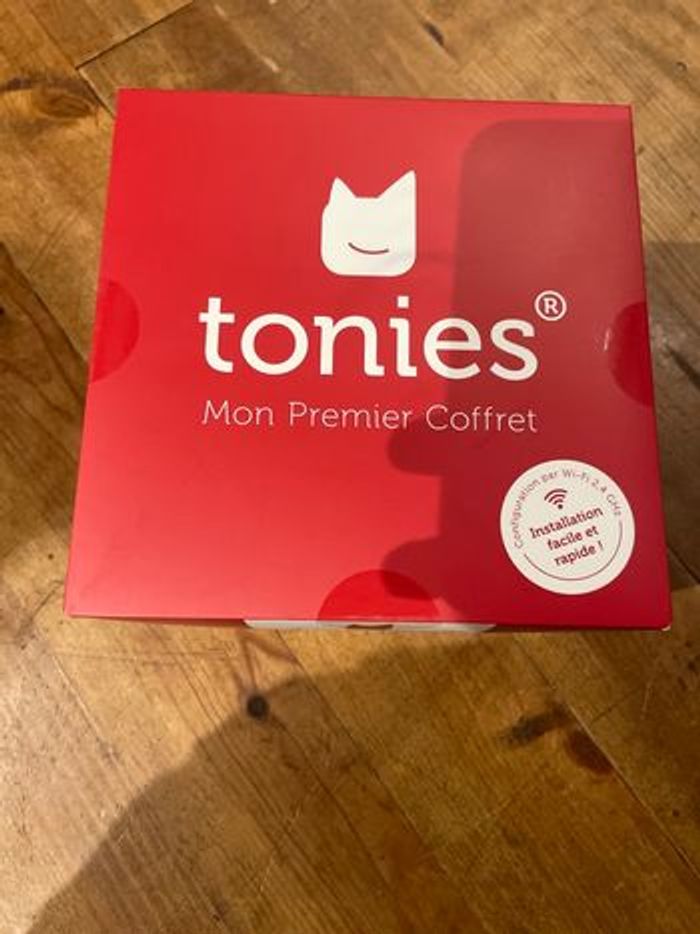 tonies®
Mon Premier Coffret
Configuration par Wi-Fi 2,4 GHz
Installation
facile et
rapide !